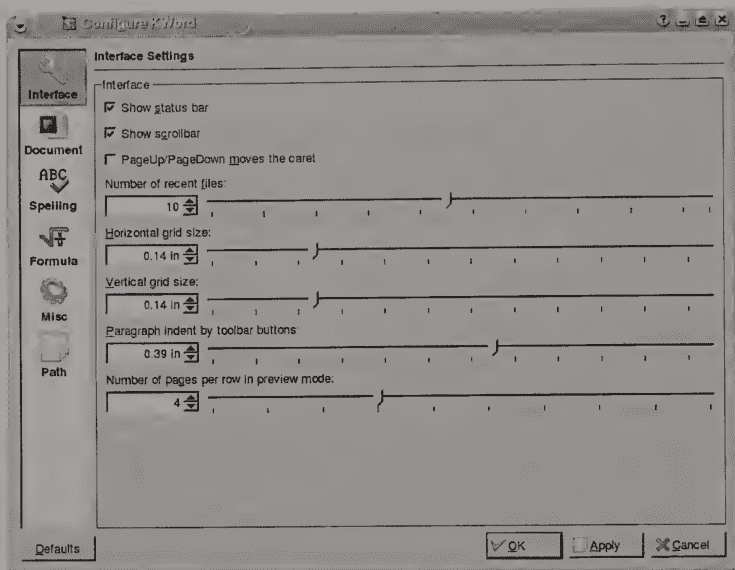 Configure KWord
Interface Settings
Interface
Interface
Show status bar
Show scrollbar
PageUp/PageDown moves the caret
Number of recent files:
10
Horizontal grid size:
0.14 in
Vertical grid size:
0.14 in
Paragraph indent by toolbar buttons:
0.39 in
Number of pages per row in preview mode:
4
Document
ABC
Spelling
Formula
Misc
Path
Defaults
OK
Apply
Cancel